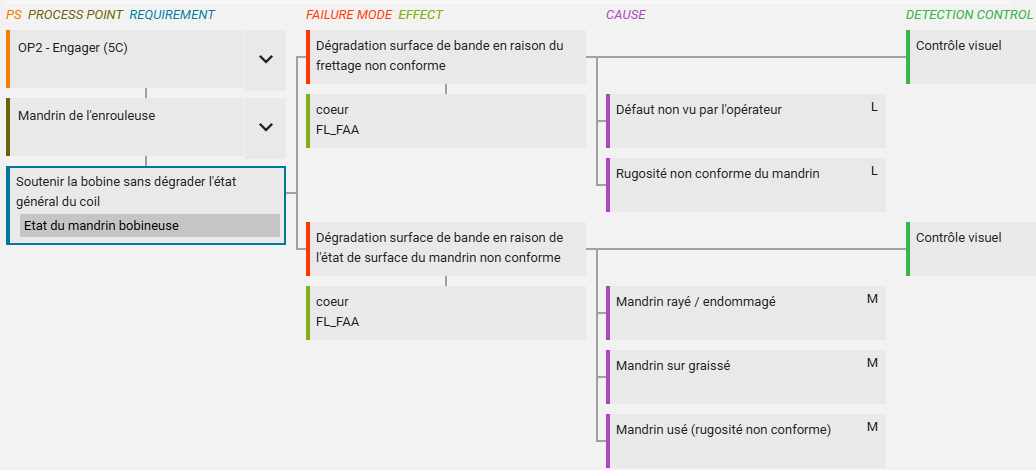 PS PROCESS POINT REQUIREMENT
FAILURE MODE EFFECT
CAUSE
DETECTION CONTROL
OP2 - Engager (5C)
Mandrin de l'enrouleuse
Soutenir la bobine sans dégrader l'état
général du coil
Etat du mandrin bobineuse
Dégradation surface de bande en raison du
frettage non conforme
coeur
FL_FAA
Contrôle visuel
Défaut non vu par l'opérateur L
Rugosité non conforme du mandrin L
Dégradation surface de bande en raison de
l'état de surface du mandrin non conforme
coeur
FL_FAA
Contrôle visuel
Mandrin rayé / endommagé M
Mandrin sur graissé M
Mandrin usé (rugosité non conforme) M